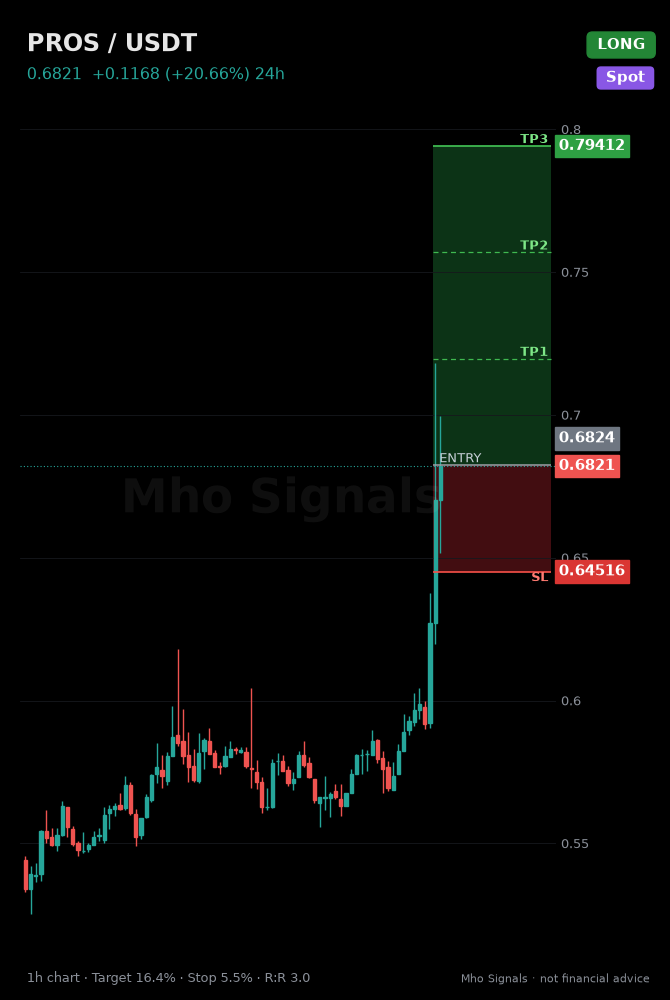 PROS / USDT
LONG
0.6821 +0.1168 (+20.66%) 24h
Spot
0.8
TP3
0.79412
TP2
0.75
TP1
0.7
0.6824
ENTRY
0.6821
Mho Signals
0.65
0.64516
SL
0.6
0.55
1h chart · Target 16.4% · Stop 5.5% · R:R 3.0
Mho Signals · not financial advice